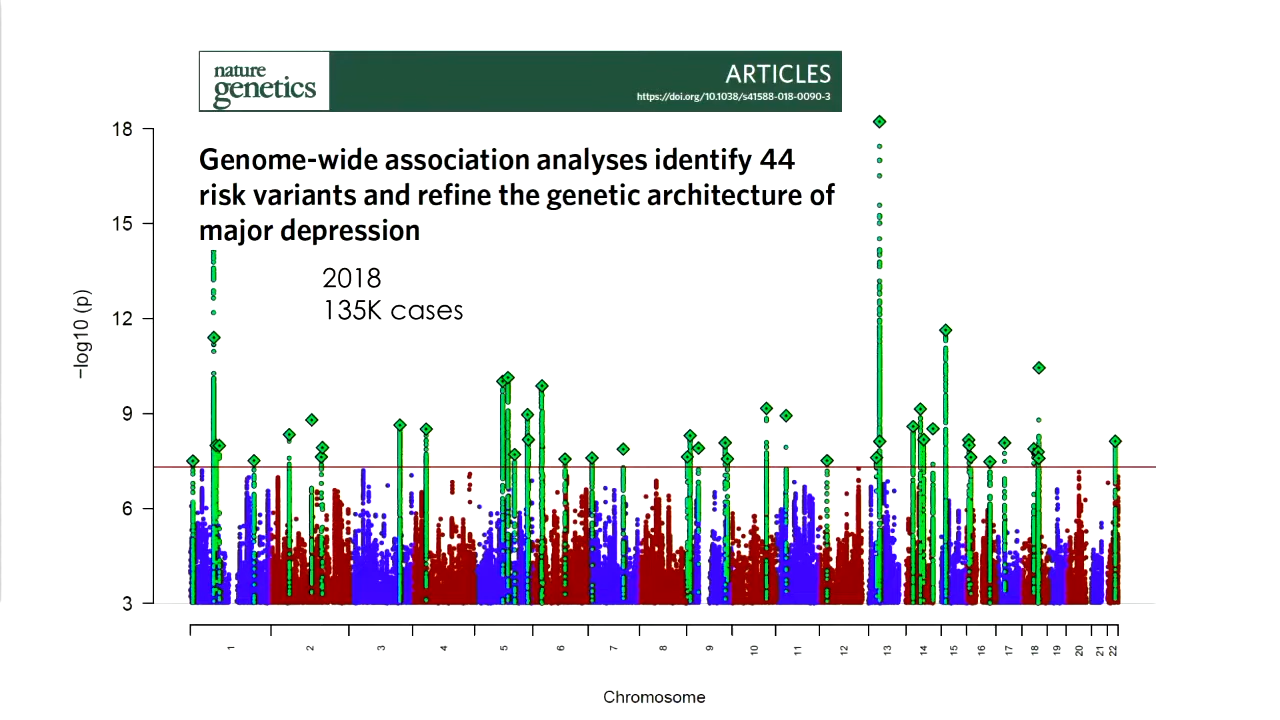 nature
genetics
ARTICLES
https://doi.org/10.1038/s41588-018-0090-3
Genome-wide association analyses identify 44
risk variants and refine the genetic architecture of
major depression
2018
135K cases
−log10 (p)
18
15
12
9
6
3
1 2 3 4 5 6 7 8 9 10 11 12 13 14 15 16 17 18 19 20 21 22
Chromosome